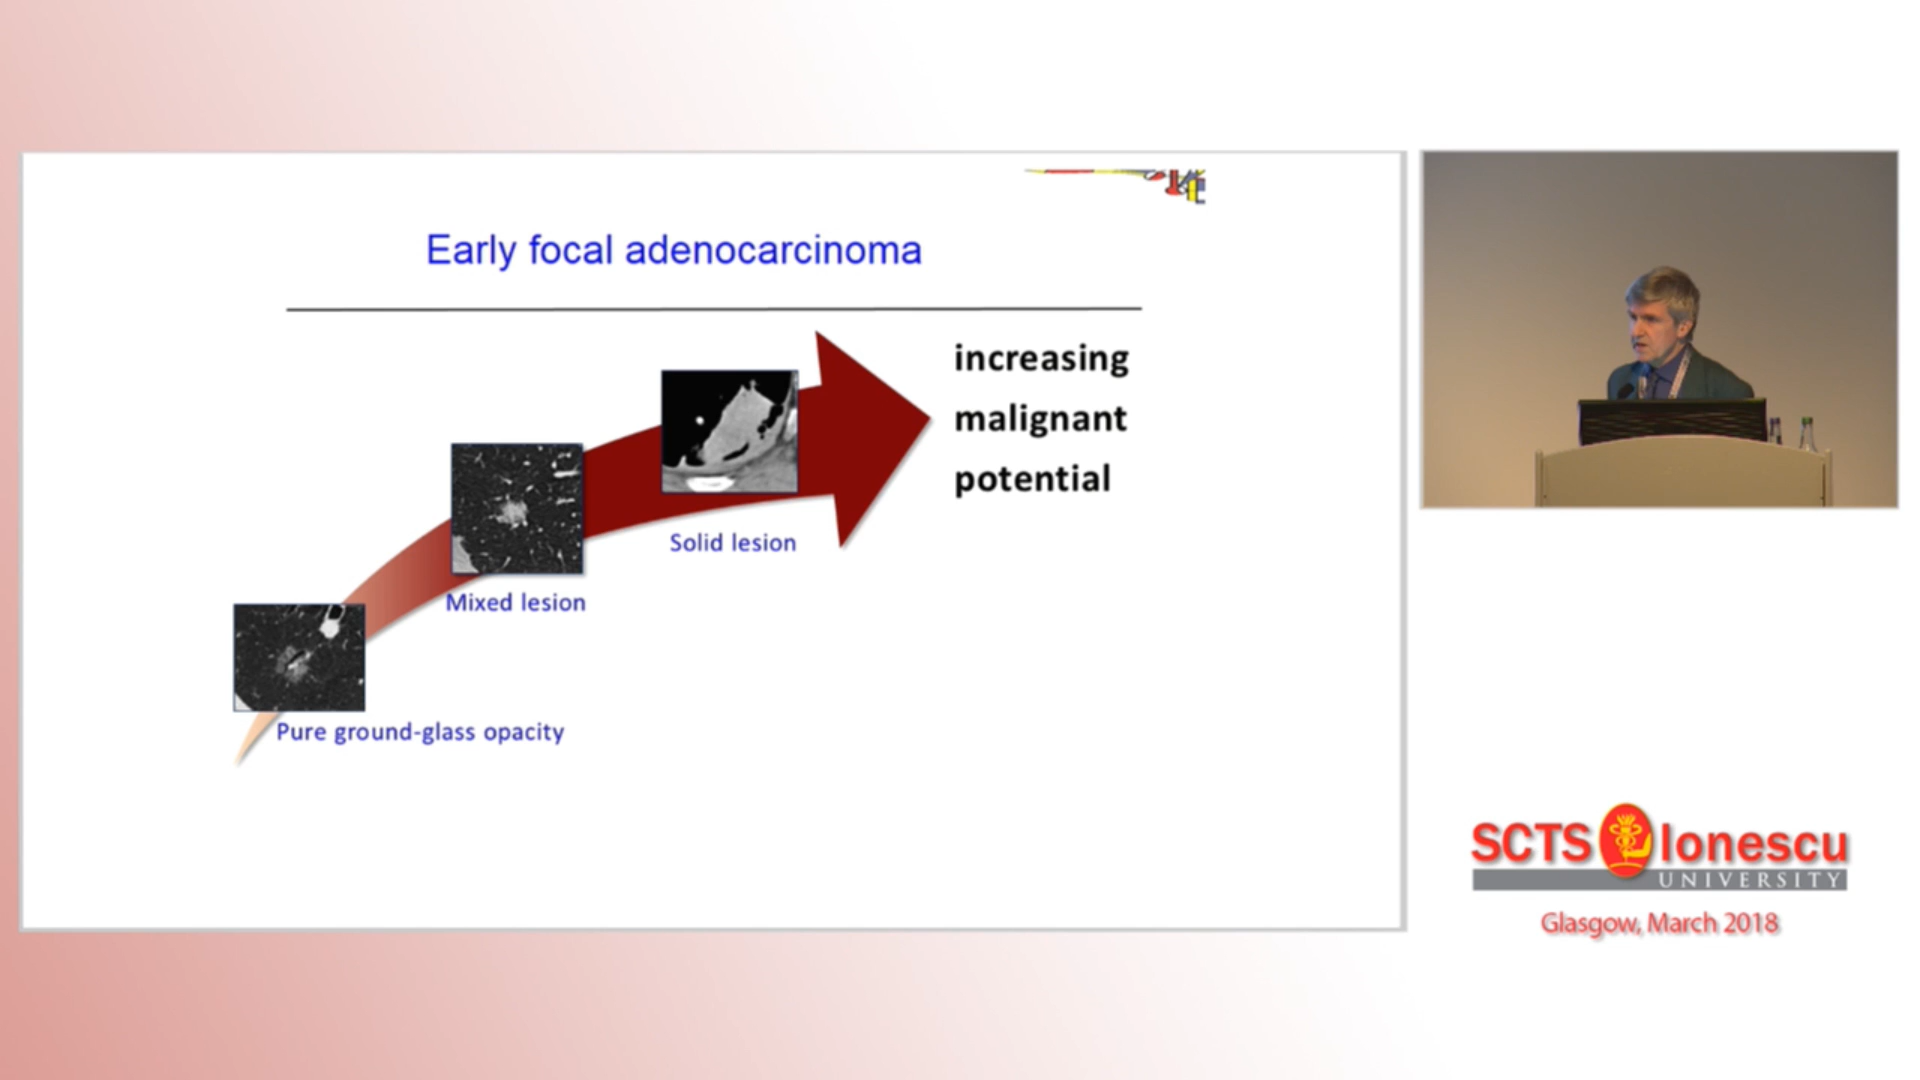 Early focal adenocarcinoma
increasing
malignant
potential
Solid lesion
Mixed lesion
Pure ground-glass opacity
SCTS Ionescu
UNIVERSITY
Glasgow, March 2018